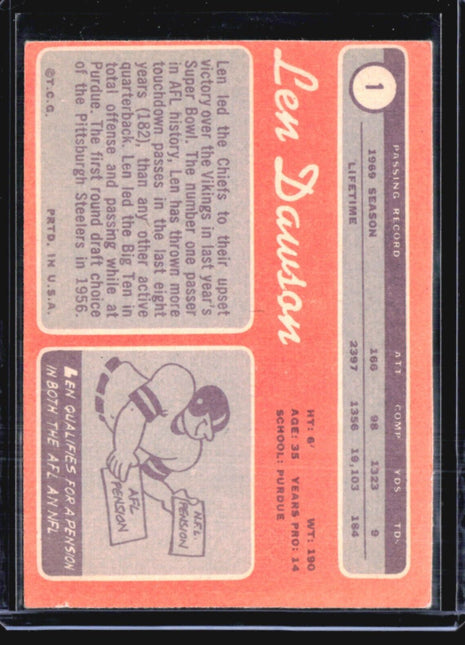 1
PASSING RECORD ATT COMP YDS TD
1969 SEASON 166 98 1323 9
LIFETIME 2397 1356 19,103 184
Len Dawson
HT: 6' WT: 190
AGE: 35 YEARS PRO: 14
SCHOOL: PURDUE
Len led the Chiefs to their upset
victory over the Vikings in last year's
Super Bowl. The number one passer
in AFL history, Len has thrown more
touchdown passes in the last eight
years (182), than any other active
quarterback. Len led the Big Ten in
total offense and passing while at
Purdue. The first round draft choice
of the Pittsburgh Steelers in 1956.
©T.C.G. PRTD. IN U.S.A.
NFL
PENSION
AFL
PENSION
LEN QUALIFIES FOR A PENSION
IN BOTH THE AFL AN NFL